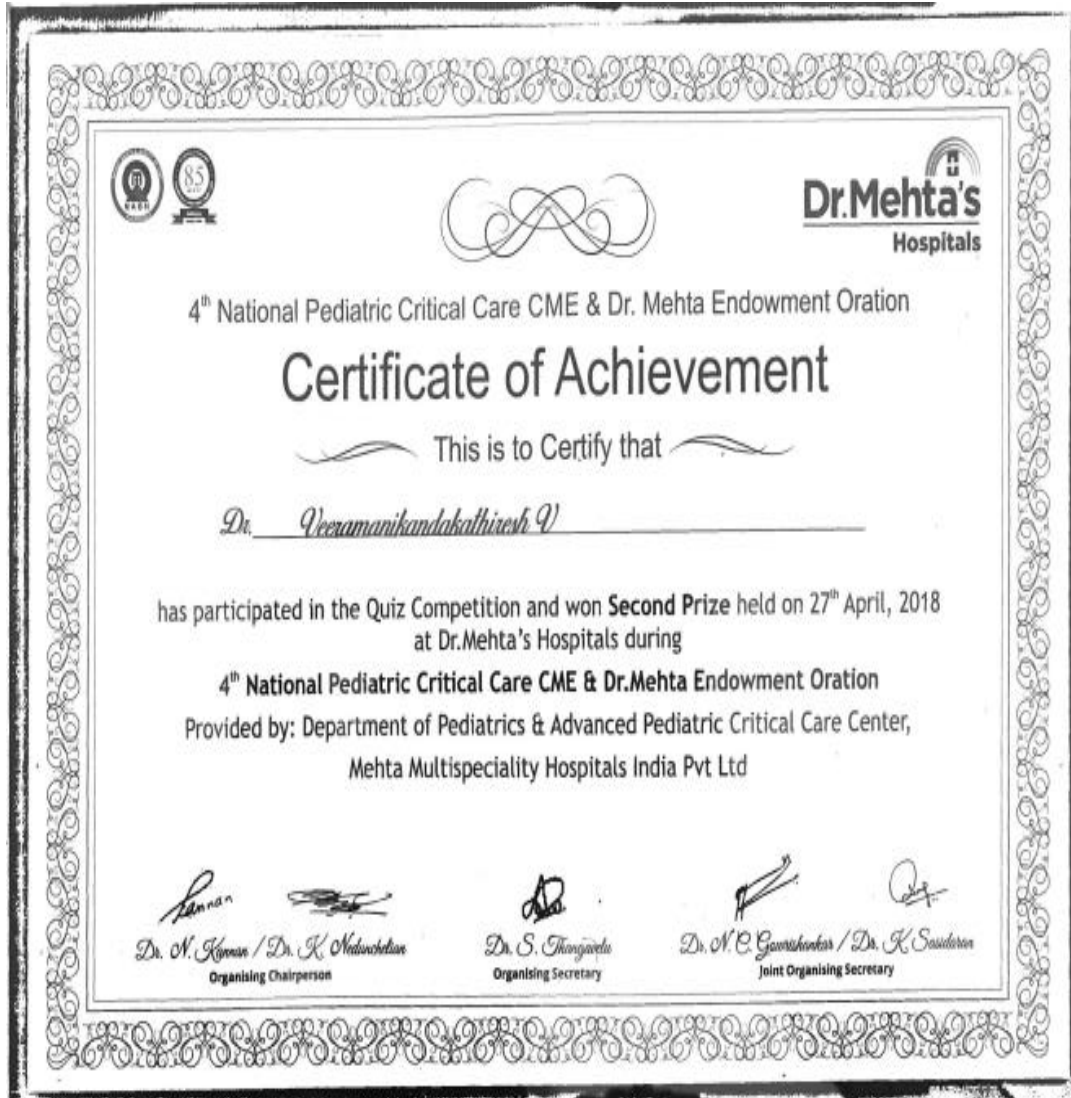 NABH
85
Dr.Mehta's
Hospitals
4th National Pediatric Critical Care CME & Dr. Mehta Endowment Oration
Certificate of Achievement
This is to Certify that
Dr. Veeramanikandakathiresh V
has participated in the Quiz Competition and won Second Prize held on 27th April, 2018
at Dr.Mehta's Hospitals during
4th National Pediatric Critical Care CME & Dr.Mehta Endowment Oration
Provided by: Department of Pediatrics & Advanced Pediatric Critical Care Center,
Mehta Multispeciality Hospitals India Pvt Ltd
Kannan
Dr. N. Kannan / Dr. K. Nedunchelian
Dr. S. Thangavelu
Dr. N. C. Gowrishankar / Dr. K. Sasidaran
Organising Chairperson
Organising Secretary
Joint Organising Secretary